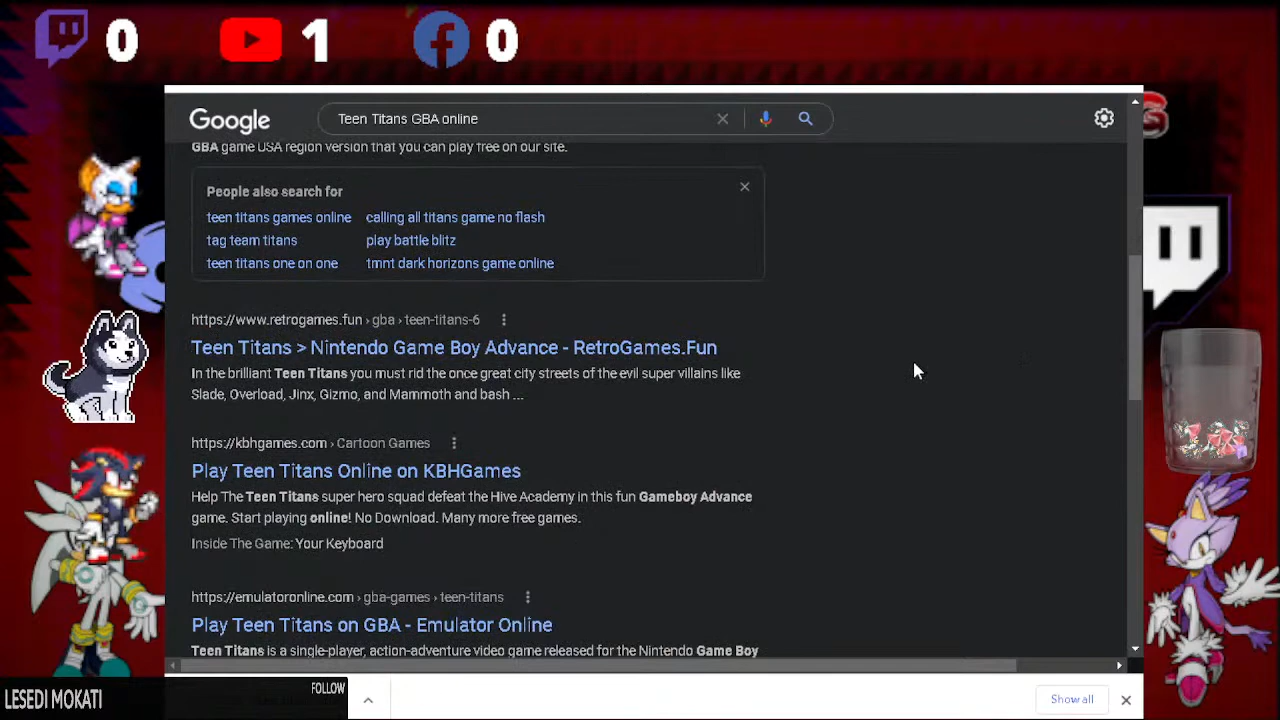 0 1 0
Google Teen Titans GBA online
GBA game USA region version that you can play free on our site.
People also search for
teen titans games online calling all titans game no flash
tag team titans play battle blitz
teen titans one on one tmnt dark horizons game online
https://www.retrogames.fun › gba › teen-titans-6
Teen Titans > Nintendo Game Boy Advance - RetroGames.Fun
In the brilliant Teen Titans you must rid the once great city streets of the evil super villains like
Slade, Overload, Jinx, Gizmo, and Mammoth and bash ...
https://kbhgames.com › Cartoon Games
Play Teen Titans Online on KBHGames
Help The Teen Titans super hero squad defeat the Hive Academy in this fun Gameboy Advance
game. Start playing online! No Download. Many more free games.
Inside The Game: Your Keyboard
https://emulatoronline.com › gba-games › teen-titans
Play Teen Titans on GBA - Emulator Online
Teen Titans is a single-player, action-adventure video game released for the Nintendo Game Boy
FOLLOW
LESEDI MOKATI
Show all